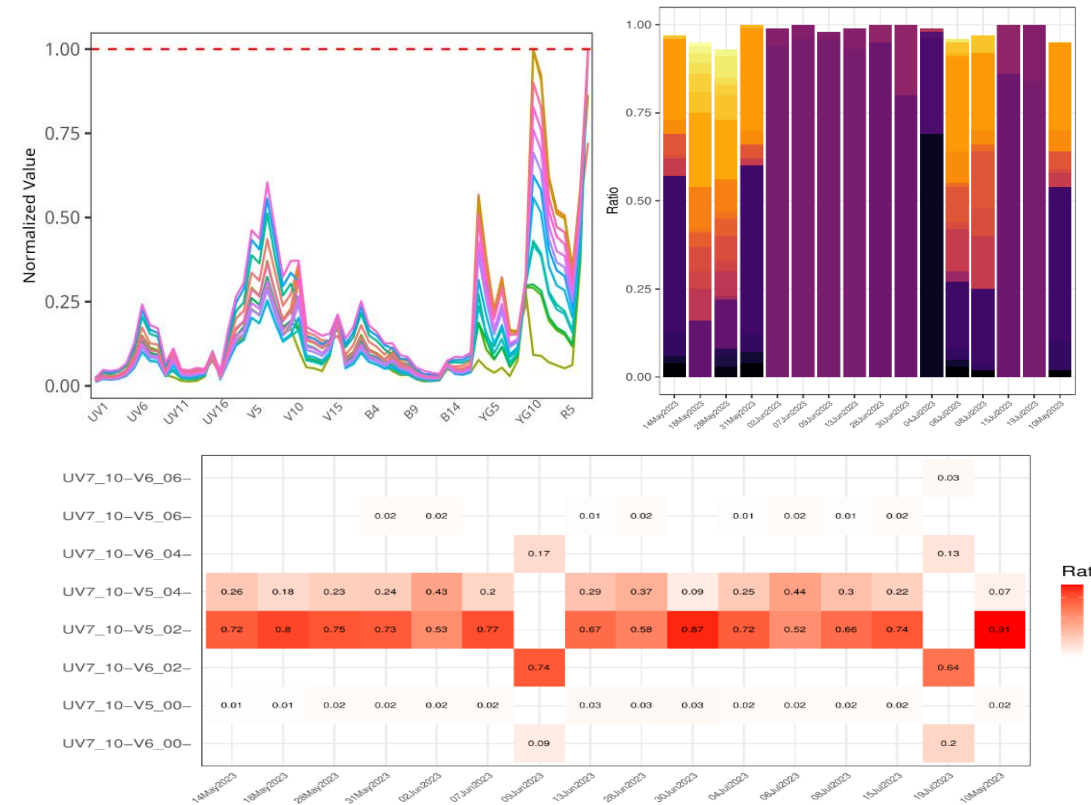 Normalized Value
1.00
0.75
0.50
0.25
0.00
UV1
UV6
UV11
UV16
V5
V10
V15
B4
B9
B14
YG5
YG10
R5
Ratio
1.00
0.75
0.50
0.25
0.00
14May2023
18May2023
28May2023
31May2023
02Jun2023
07Jun2023
09Jun2023
13Jun2023
28Jun2023
30Jun2023
04Jul2023
06Jul2023
08Jul2023
15Jul2023
19Jul2023
10May2023
UV7_10-V6_06-
0.03
UV7_10-V5_06-
0.02 0.02 0.01 0.02 0.01 0.02 0.01 0.02
UV7_10-V6_04-
0.17 0.13
UV7_10-V5_04-
0.26 0.18 0.23 0.24 0.43 0.2 0.29 0.37 0.09 0.25 0.44 0.3 0.22 0.07
UV7_10-V5_02-
0.72 0.8 0.75 0.73 0.53 0.77 0.67 0.58 0.87 0.72 0.52 0.66 0.74 0.91
UV7_10-V6_02-
0.74 0.64
UV7_10-V5_00-
0.01 0.01 0.02 0.02 0.02 0.02 0.03 0.03 0.03 0.02 0.02 0.02 0.02 0.02
UV7_10-V6_00-
0.09 0.2
14May2023
18May2023
28May2023
31May2023
02Jun2023
07Jun2023
09Jun2023
13Jun2023
28Jun2023
30Jun2023
04Jul2023
06Jul2023
08Jul2023
15Jul2023
19Jul2023
10May2023
Rat